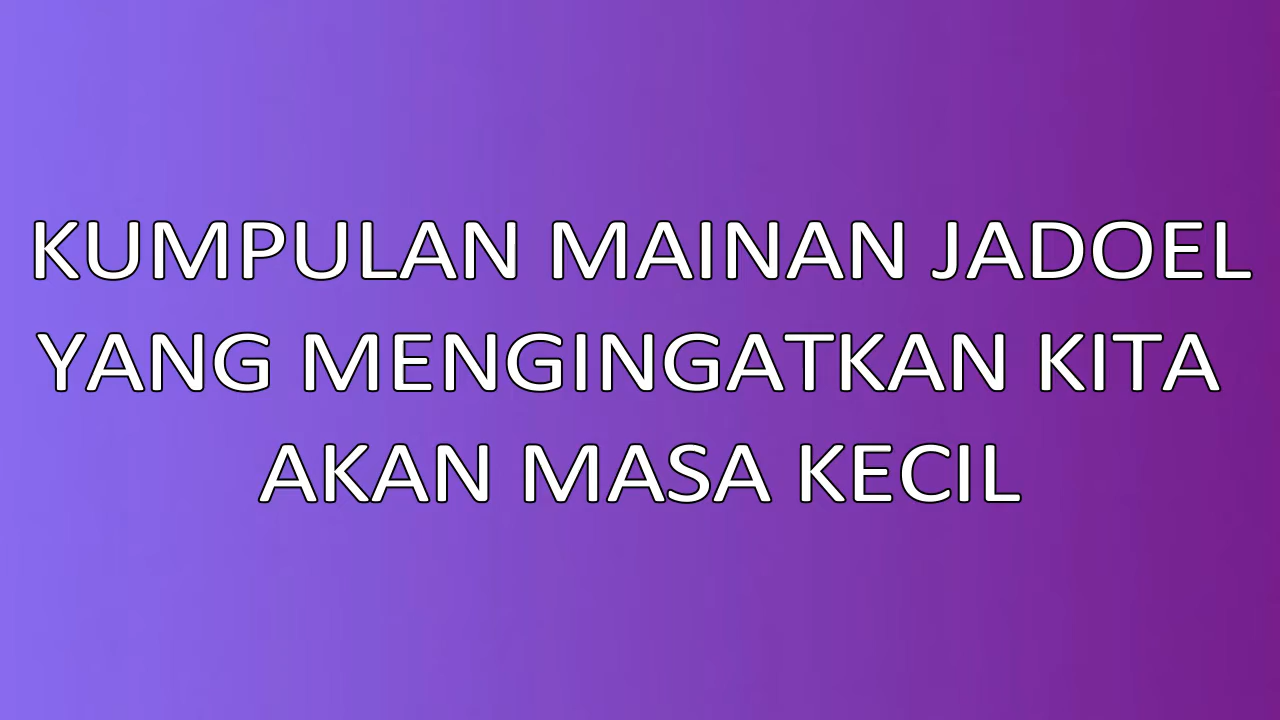 KUMPULAN MAINAN JADOEL
YANG MENGINGATKAN KITA
AKAN MASA KECIL